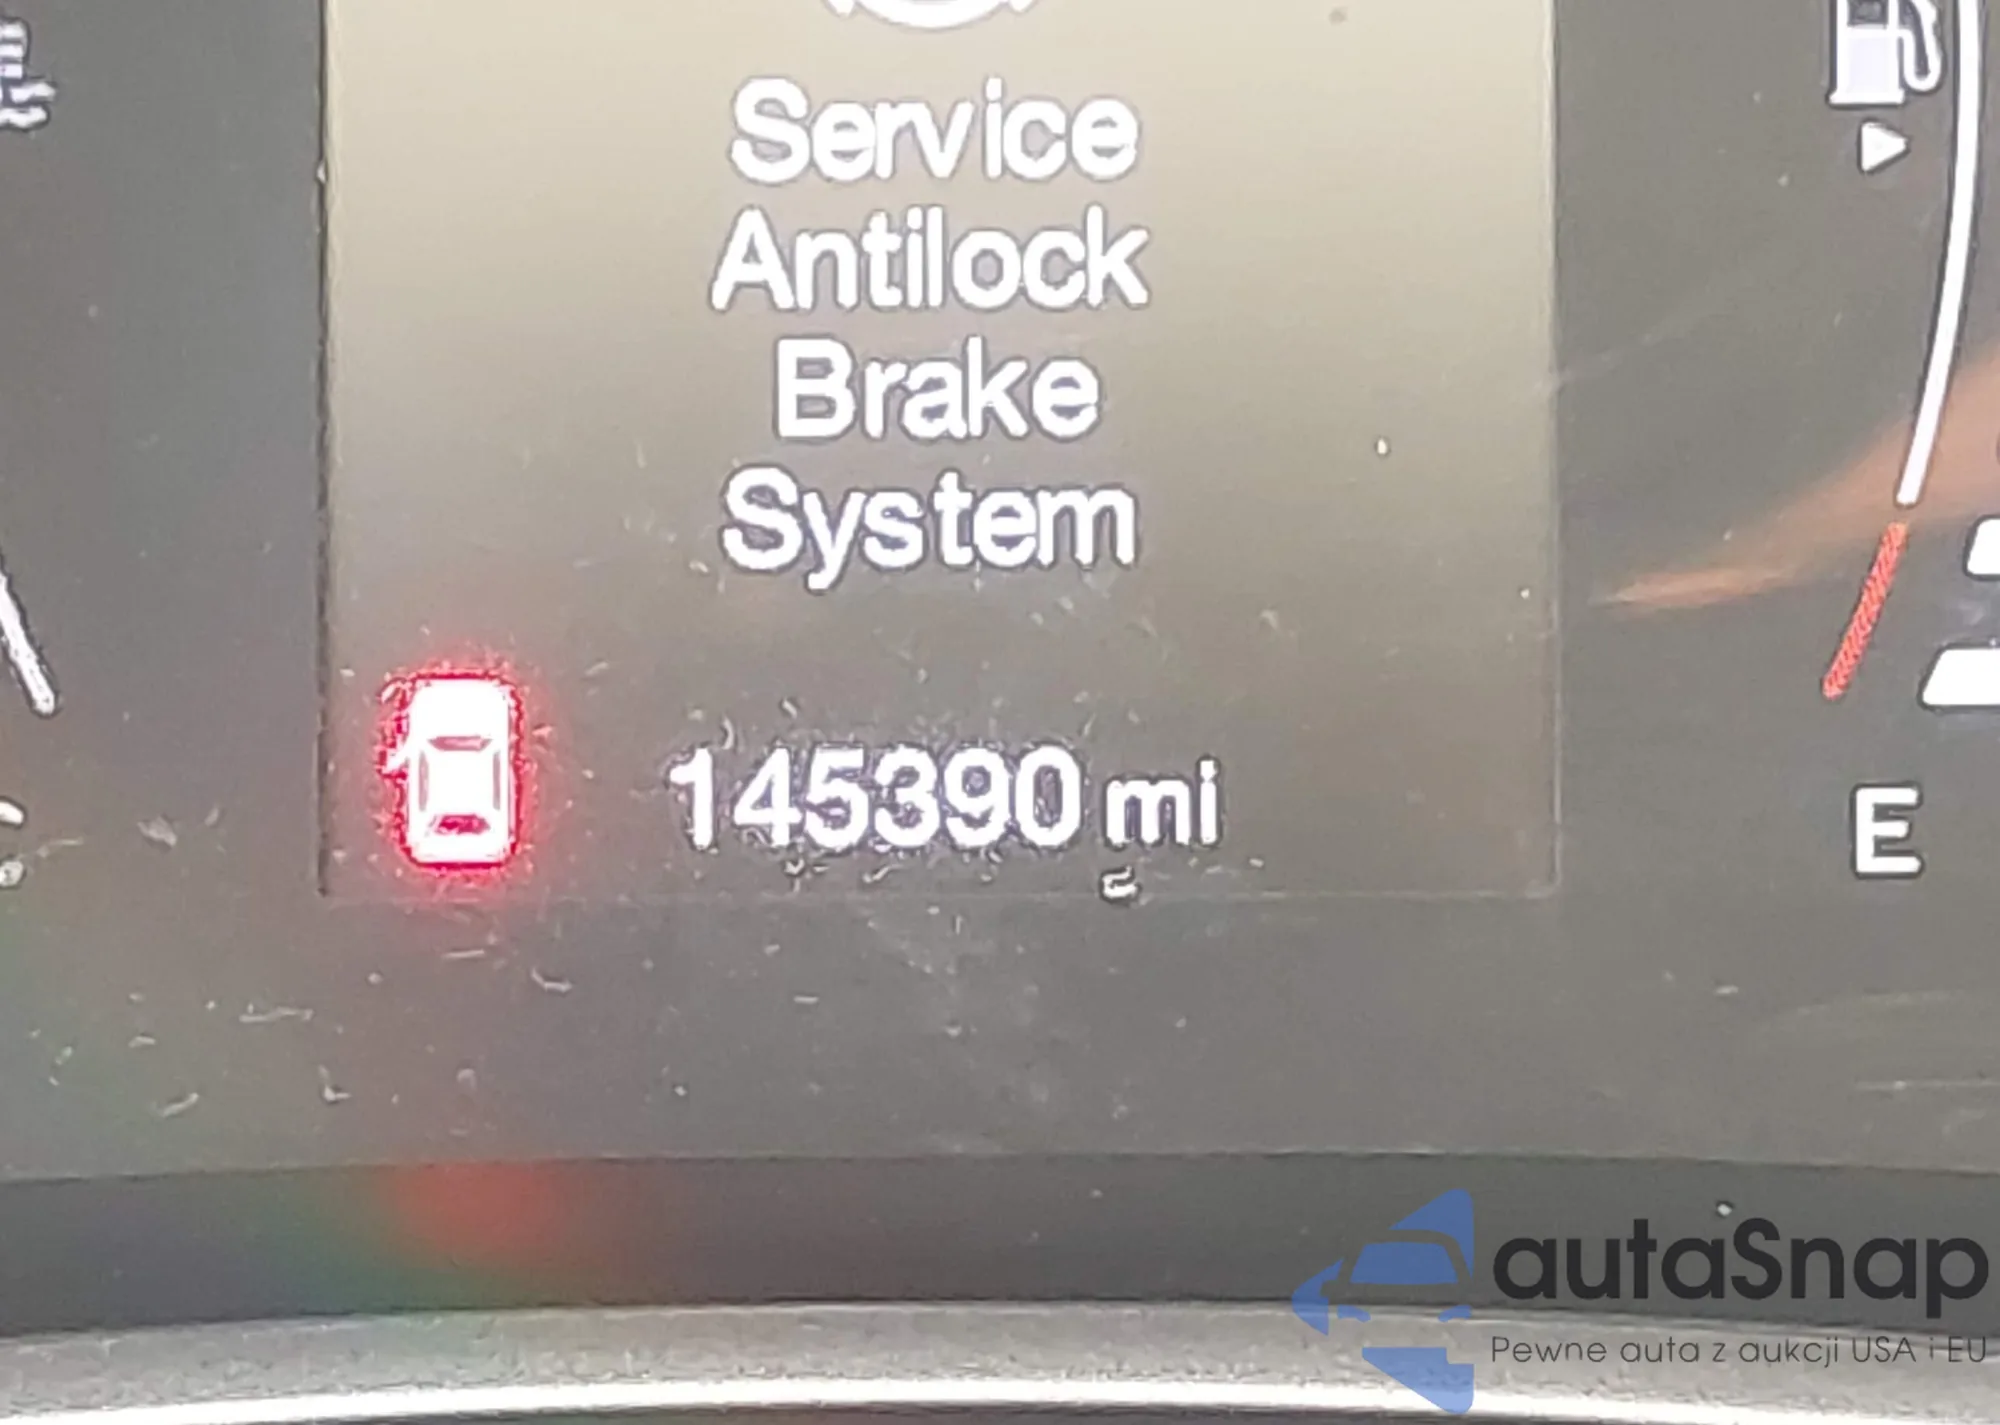 Service
Antilock
Brake
System
145390 mi
E
autaSnap
Pewne auta z aukcji USA i EU